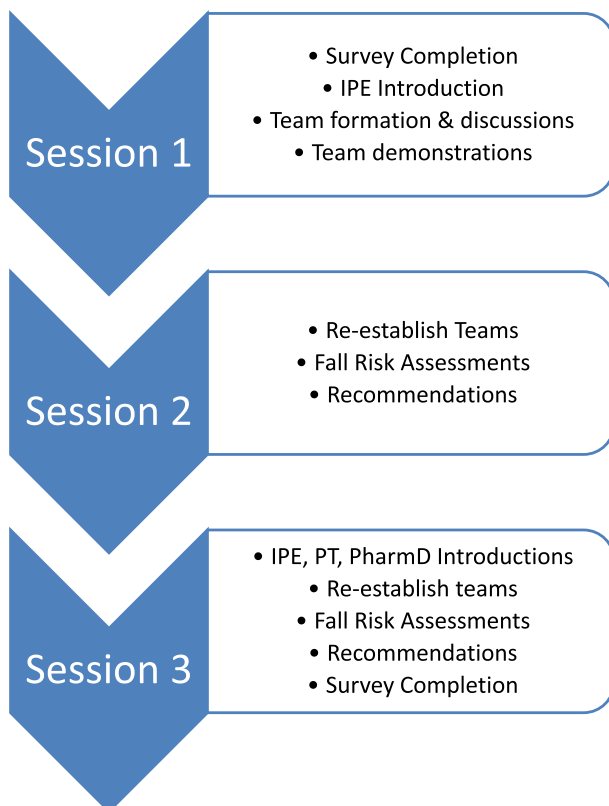 Session 1
• Survey Completion
• IPE Introduction
• Team formation & discussions
• Team demonstrations
Session 2
• Re-establish Teams
• Fall Risk Assessments
• Recommendations
Session 3
• IPE, PT, PharmD Introductions
• Re-establish teams
• Fall Risk Assessments
• Recommendations
• Survey Completion